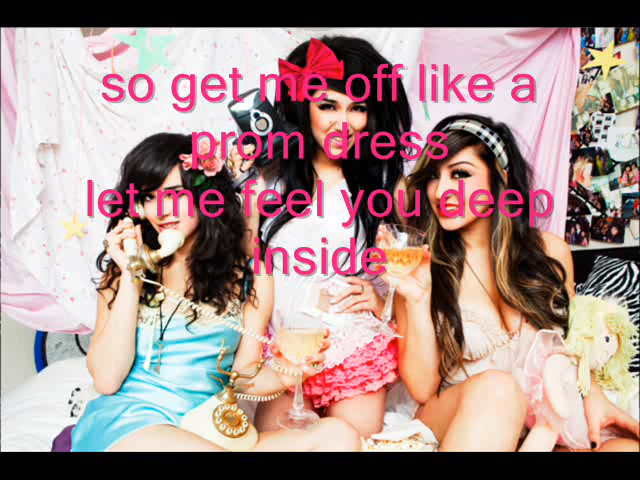 so get me off like a
prom dress
let me feel you deep
inside